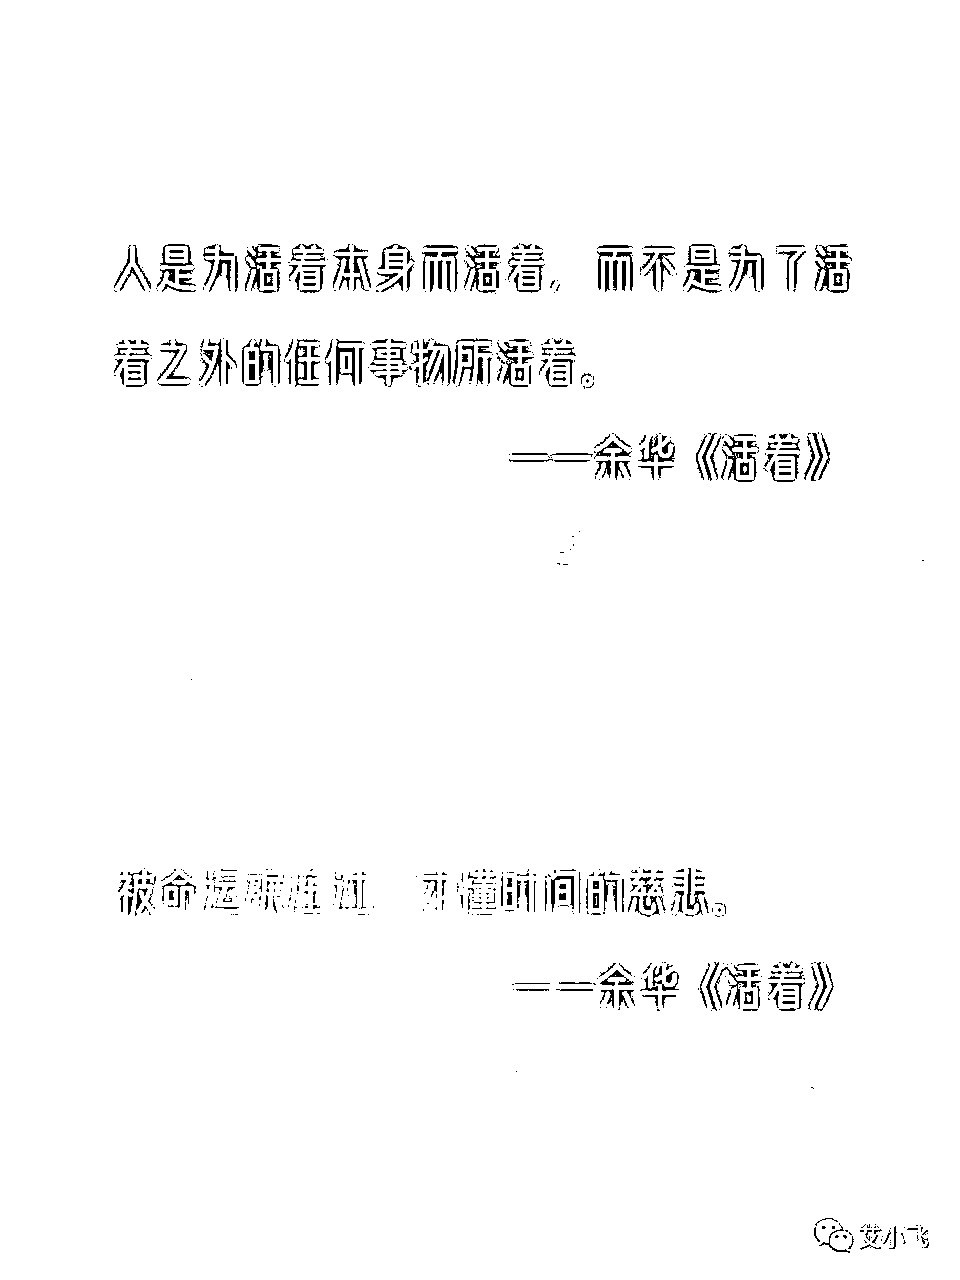 人是为活着本身而活着，而不是为了活
着之外的任何事物所活着。
——余华《活着》
被命运碾压过，才懂时间的慈悲。
——余华《活着》
艾小飞